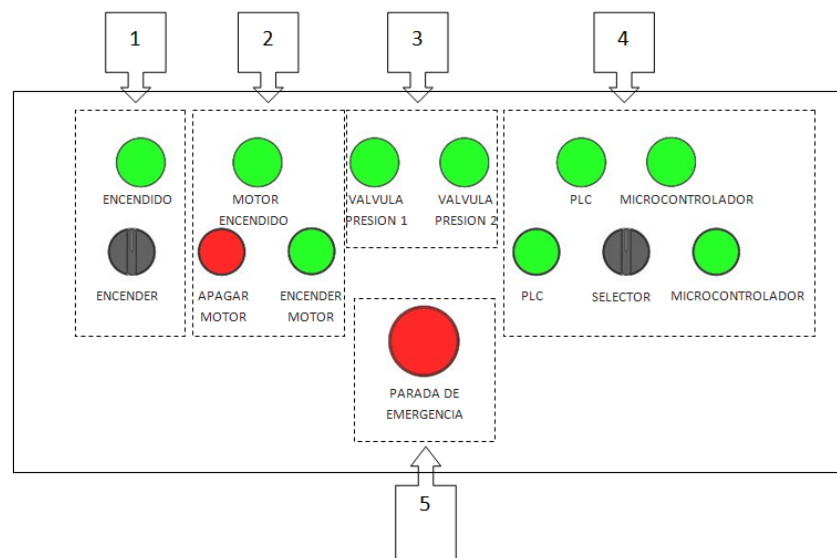 1
2
3
4
ENCENDIDO
MOTOR
ENCENDIDO
VALVULA
PRESION 1
VALVULA
PRESION 2
PLC
MICROCONTROLADOR
ENCENDER
APAGAR
MOTOR
ENCENDER
MOTOR
PLC
SELECTOR
MICROCONTROLADOR
PARADA DE
EMERGENCIA
5